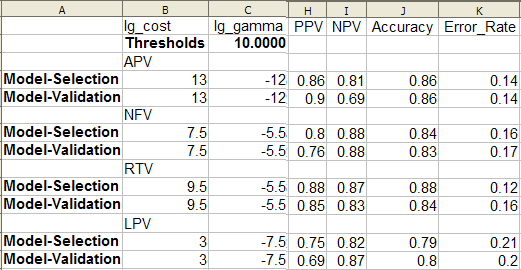 A B C H I J K
lg_cost lg_gamma PPV NPV Accuracy Error_Rate
Thresholds 10.0000
APV
Model-Selection 13 -12 0.86 0.81 0.86 0.14
Model-Validation 13 -12 0.9 0.69 0.86 0.14
NFV
Model-Selection 7.5 -5.5 0.8 0.88 0.84 0.16
Model-Validation 7.5 -5.5 0.76 0.88 0.83 0.17
RTV
Model-Selection 9.5 -5.5 0.88 0.87 0.88 0.12
Model-Validation 9.5 -5.5 0.85 0.83 0.84 0.16
LPV
Model-Selection 3 -7.5 0.75 0.82 0.79 0.21
Model-Validation 3 -7.5 0.69 0.87 0.8 0.2